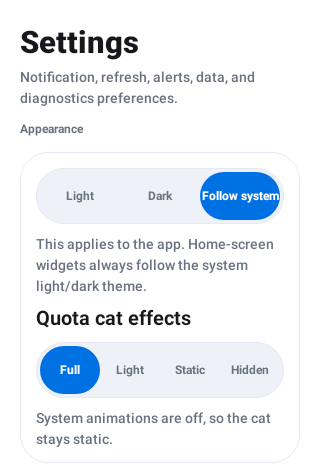 Settings
Notification, refresh, alerts, data, and
diagnostics preferences.
Appearance
Light Dark Follow system
This applies to the app. Home-screen
widgets always follow the system
light/dark theme.
Quota cat effects
Full Light Static Hidden
System animations are off, so the cat
stays static.